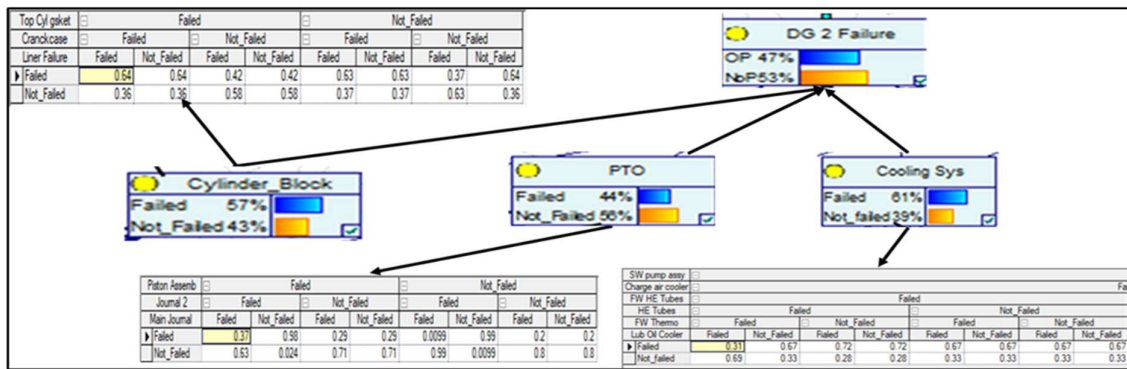 Top Cyl gsket Failed Not_Failed
Cranckcase Faiiled Not_Failed Faiiled Not_Failed
Liner Failure Failed Not_Failed Failed Not_Failed Failed Not_Failed Failed Not_Failed
Failed 0.64 0.64 0.42 0.42 0.63 0.63 0.37 0.64
Not_Failed 0.36 0.36 0.58 0.58 0.37 0.37 0.63 0.36
DG 2 Failure
OP 47%
NoP53%
Cylinder_Block
Failed 57%
Not_Failed 43%
PTO
Failed 44%
Not_Failed 56%
Cooling Sys
Failed 61%
Not_failed 39%
Piston Assemb Failed Not_Failed
Journal 2 Failed Not_Failed Failed Not_Failed
Main Journal Failed Not_Failed Failed Not_Failed Failed Not_Failed Failed Not_Failed
Failed 0.37 0.98 0.29 0.29 0.0099 0.99 0.2 0.2
Not_Failed 0.63 0.024 0.71 0.71 0.99 0.0099 0.8 0.8
SW pump assy
Charge air cooler Fa
FW HE Tubes Failed
HE Tubes Failed Not_Failed
FW Thermo Failed Not_Failed Failed Not_Failed
Lub Oil Cooler Fialed Not_Failed Fialed Not_Failed Fialed Not_Failed Fialed Not_Failed
Failed 0.31 0.67 0.72 0.72 0.67 0.67 0.67 0.67
Not_failed 0.69 0.33 0.28 0.28 0.33 0.33 0.33 0.33